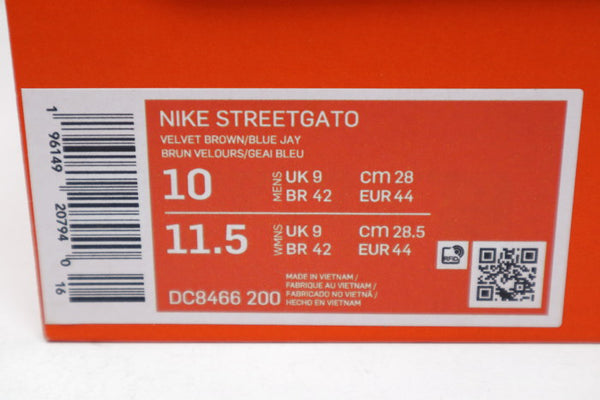 1 96149 20794 0 16
NIKE STREETGATO
VELVET BROWN/BLUE JAY
BRUN VELOURS/GEAI BLEU
10 MENS UK 9 cm 28
BR 42 EUR 44
11.5 WMNS UK 9 cm 28.5
BR 42 EUR 44
DC8466 200
MADE IN VIETNAM /
FABRIQUE AU VIETNAM /
FABRICADO NO VIETNÃ /
HECHO EN VIETNAM
RFID